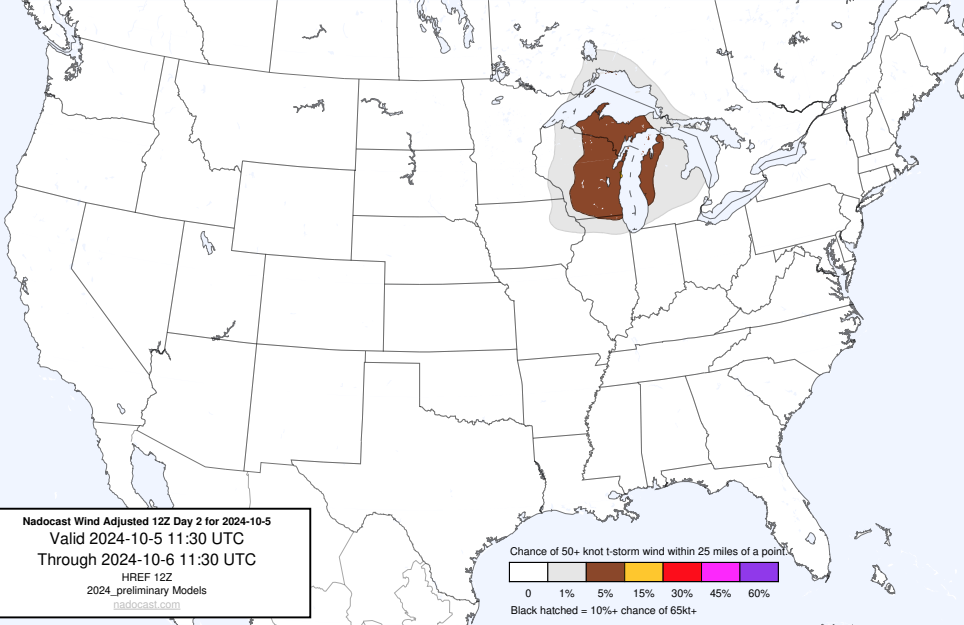 Nadocast Wind Adjusted 12Z Day 2 for 2024-10-5
Valid 2024-10-5 11:30 UTC
Through 2024-10-6 11:30 UTC
HREF 12Z
2024_preliminary Models
nadocast.com
Chance of 50+ knot t-storm wind within 25 miles of a point.
0 1% 5% 15% 30% 45% 60%
Black hatched = 10%+ chance of 65kt+